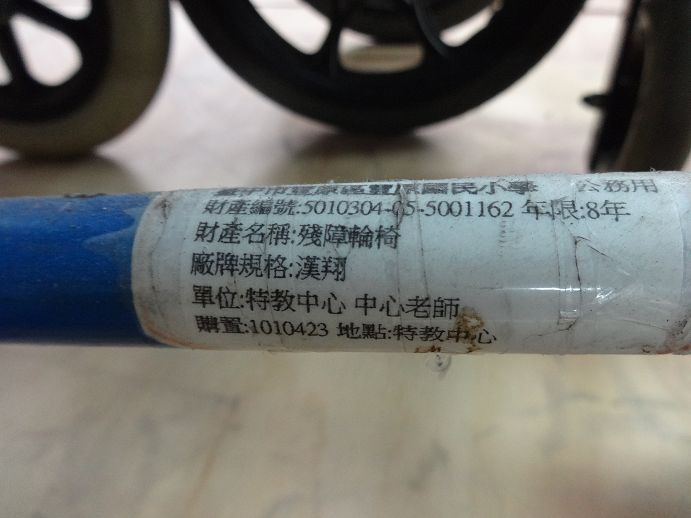 臺中市豐原區豐原國民小學 公務用
財產編號:5010304-05-5001162 年限:8年
財產名稱:殘障輪椅
廠牌規格:漢翔
單位:特教中心 中心老師
購置:1010423 地點:特教中心